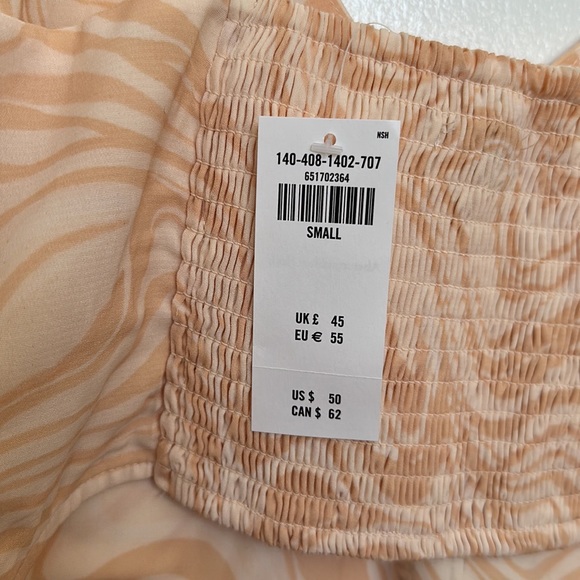 NSH
140-408-1402-707
651702364
SMALL
UK £ 45
EU € 55
US $ 50
CAN $ 62